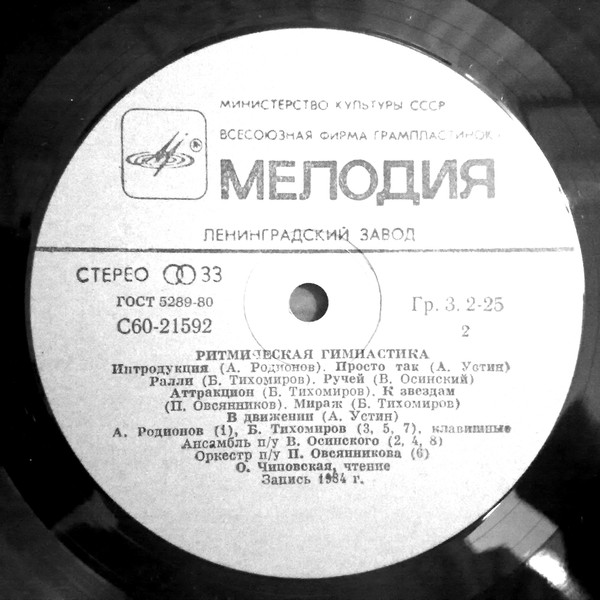 МИНИСТЕРСТВО КУЛЬТУРЫ СССР
ВСЕСОЮЗНАЯ ФИРМА ГРАМПЛАСТИНОК
®
МЕЛОДИЯ
ЛЕНИНГРАДСКИЙ ЗАВОД
СТЕРЕО 33
ГОСТ 5289-80
Гр. 3. 2-25
С60-21592
2
РИТМИЧЕСКАЯ ГИМНАСТИКА
Интродукция (А. Родионов). Просто так (А. Устин)
Ралли (Б. Тихомиров). Ручей (В. Осинский)
Аттракцион (Б. Тихомиров). К звездам
(П. Овсянников). Мираж (Б. Тихомиров)
В движении (А. Устин)
А. Родионов (1), Б. Тихомиров (3, 5, 7), клавишные
Ансамбль п/у В. Осинского (2, 4, 8)
Оркестр п/у П. Овсянникова (6)
О. Чиповская, чтение
Запись 1984 г.